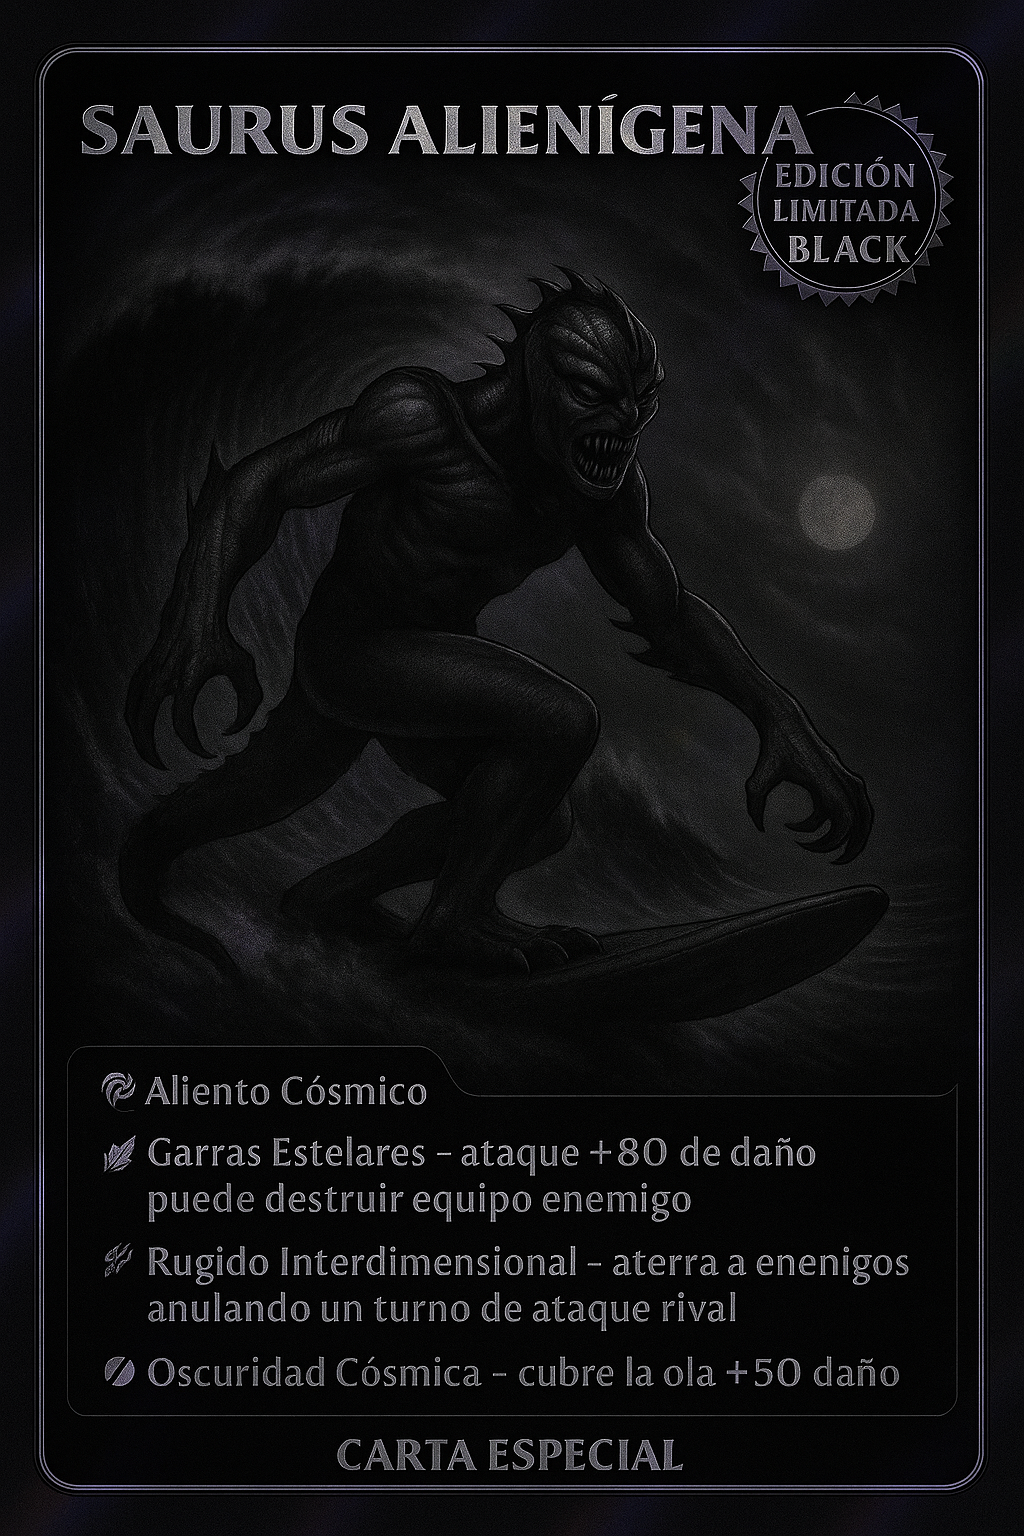 SAURUS ALIENÍGENA
EDICIÓN
LIMITADA
BLACK
Aliento Cósmico
Garras Estelares – ataque +80 de daño
puede destruir equipo enemigo
Rugido Interdimensional – aterra a enenigos
anulando un turno de ataque rival
Oscuridad Cósmica – cubre la ola +50 daño
CARTA ESPECIAL